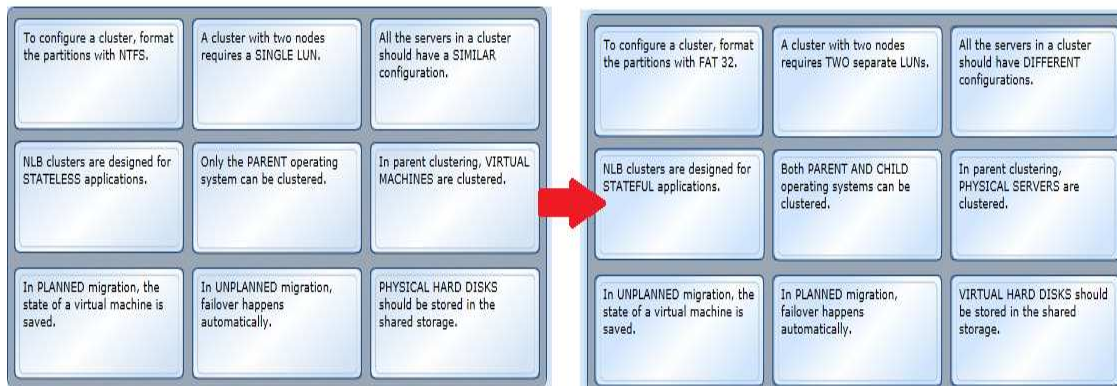 To configure a cluster, format
the partitions with NTFS.
A cluster with two nodes
requires a SINGLE LUN.
All the servers in a cluster
should have a SIMILAR
configuration.
NLB clusters are designed for
STATELESS applications.
Only the PARENT operating
system can be clustered.
In parent clustering, VIRTUAL
MACHINES are clustered.
In PLANNED migration, the
state of a virtual machine is
saved.
In UNPLANNED migration,
failover happens
automatically.
PHYSICAL HARD DISKS
should be stored in the
shared storage.
To configure a cluster, format
the partitions with FAT 32.
A cluster with two nodes
requires TWO separate LUNs.
All the servers in a cluster
should have DIFFERENT
configurations.
NLB clusters are designed for
STATEFUL applications.
Both PARENT AND CHILD
operating systems can be
clustered.
In parent clustering,
PHYSICAL SERVERS are
clustered.
In UNPLANNED migration, the
state of a virtual machine is
saved.
In PLANNED migration,
failover happens
automatically.
VIRTUAL HARD DISKS should
be stored in the shared
storage.